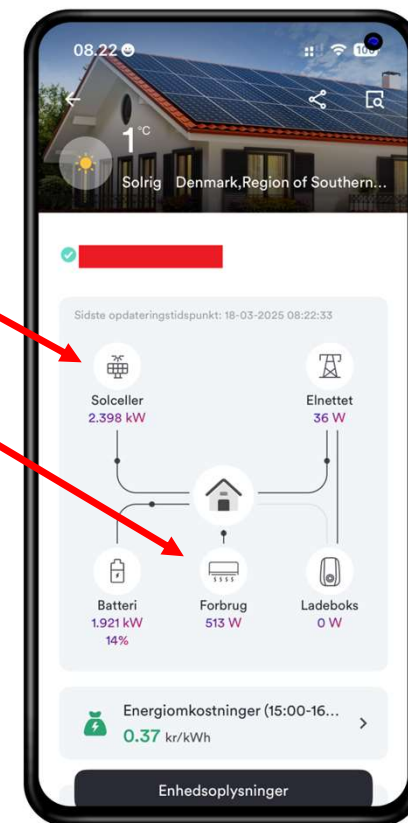 08.22
100
1 °C
Solrig Denmark,Region of Southern...
Sidste opdateringstidspunkt: 18-03-2025 08:22:33
Solceller
2.398 kW
Elnettet
36 W
Batteri
1.921 kW
14%
Forbrug
513 W
Ladeboks
0 W
Energiomkostninger (15:00-16...
0.37 kr/kWh
Enhedsoplysninger